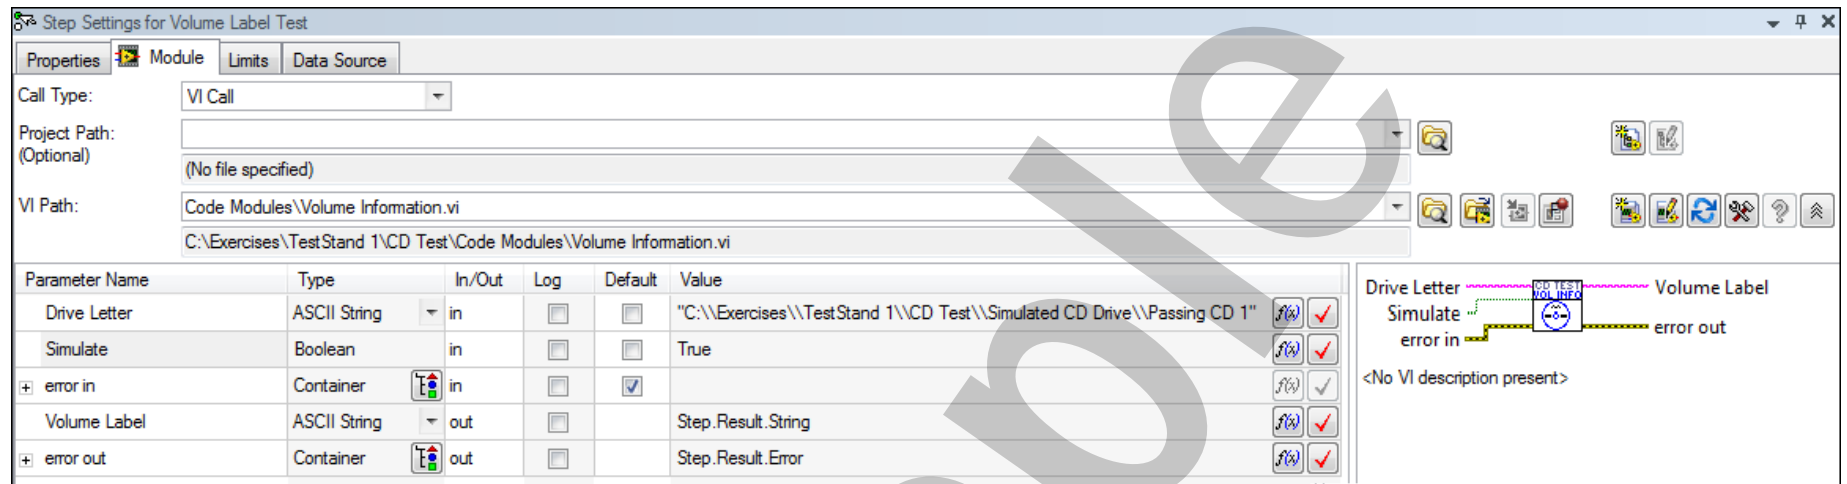 Step Settings for Volume Label Test
Properties Module Limits Data Source
Call Type: VI Call
Project Path:
(Optional)
(No file specified)
VI Path: Code Modules\Volume Information.vi
C:\Exercises\TestStand 1\CD Test\Code Modules\Volume Information.vi
Parameter Name Type In/Out Log Default Value
Drive Letter ASCII String in "C:\\Exercises\\TestStand 1\\CD Test\\Simulated CD Drive\\Passing CD 1" f(x)
Simulate Boolean in True f(x)
error in Container in f(x)
Volume Label ASCII String out Step.Result.String f(x)
error out Container out Step.Result.Error f(x)
Drive Letter CD TEST Volume Label
VOL INFO
Simulate
error out
error in
<No VI description present>
ple